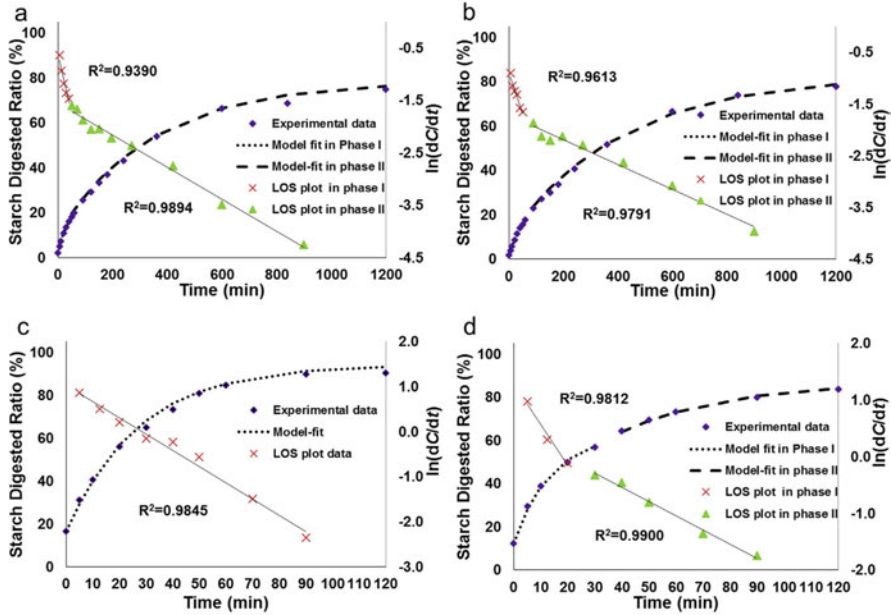 a
Starch Digested Ratio (%)
100
80
60
40
20
0
R²=0.9390
R²=0.9894
Experimental data
Model fit in Phase I
Model-fit in phase II
LOS plot in phase I
LOS plot in phase II
-0.5
-1.5
-2.5
-3.5
-4.5
ln(dC/dt)
0 200 400 600 800 1000 1200
Time (min)
b
Starch Digested Ratio (%)
100
80
60
40
20
0
R²=0.9613
R²=0.9791
Experimental data
Model-fit in phase I
Model-fit in phase II
LOS plot in phase I
LOS plot in phase II
0.0
-1.0
-2.0
-3.0
-4.0
-5.0
ln(dC/dt)
0 200 400 600 800 1000 1200
Time (min)
c
Starch Digested Ratio (%)
100
80
60
40
20
0
R²=0.9845
Experimental data
Model-fit
LOS plot data
2.0
1.0
0.0
-1.0
-2.0
-3.0
ln(dC/dt)
0 10 20 30 40 50 60 70 80 90 100 110 120
Time (min)
d
Starch Digested Ratio (%)
100
80
60
40
20
0
R²=0.9812
R²=0.9900
Experimental data
Model fit in Phase I
Model-fit in phase II
LOS plot in phase I
LOS plot in phase II
2.0
1.0
0.0
-1.0
-2.0
ln(dC/dt)
0 10 20 30 40 50 60 70 80 90 100 110 120
Time (min)